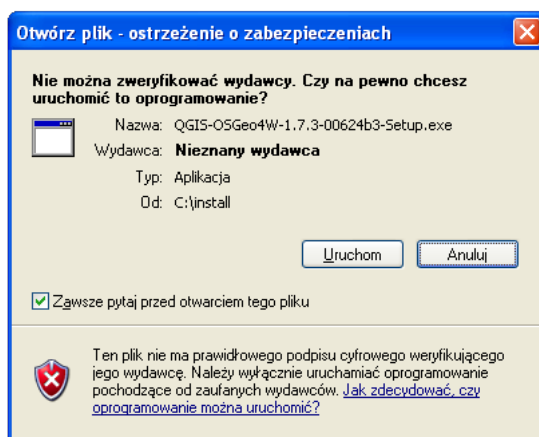 Otwórz plik - ostrzeżenie o zabezpieczeniach
Nie można zweryfikować wydawcy. Czy na pewno chcesz
uruchomić to oprogramowanie?
Nazwa: QGIS-OSGeo4W-1.7.3-00624b3-Setup.exe
Wydawca: Nieznany wydawca
Typ: Aplikacja
Od: C:\install
Uruchom Anuluj
Zawsze pytaj przed otwarciem tego pliku
Ten plik nie ma prawidłowego podpisu cyfrowego weryfikującego
jego wydawcę. Należy wyłącznie uruchamiać oprogramowanie
pochodzące od zaufanych wydawców. Jak zdecydować, czy
oprogramowanie można uruchomić?